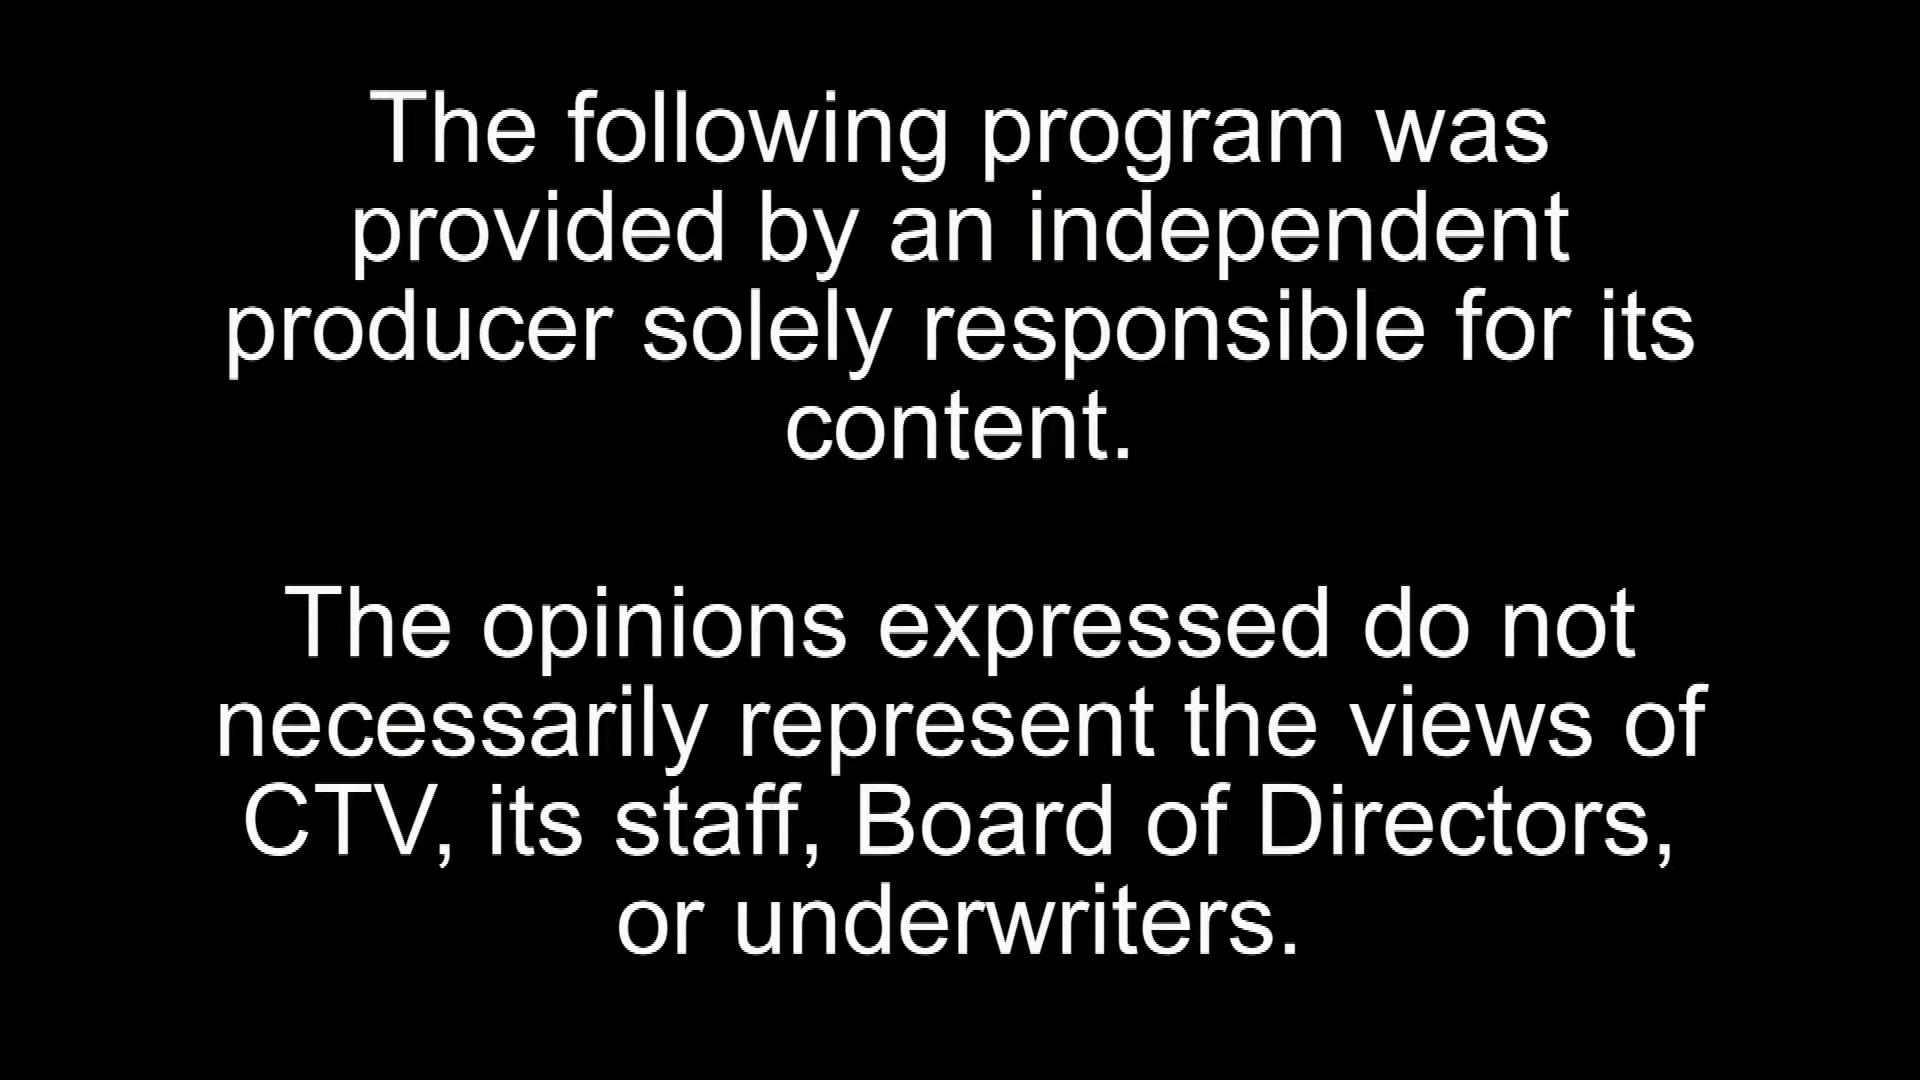 The following program was
provided by an independent
producer solely responsible for its
content.
The opinions expressed do not
necessarily represent the views of
CTV, its staff, Board of Directors,
or underwriters.